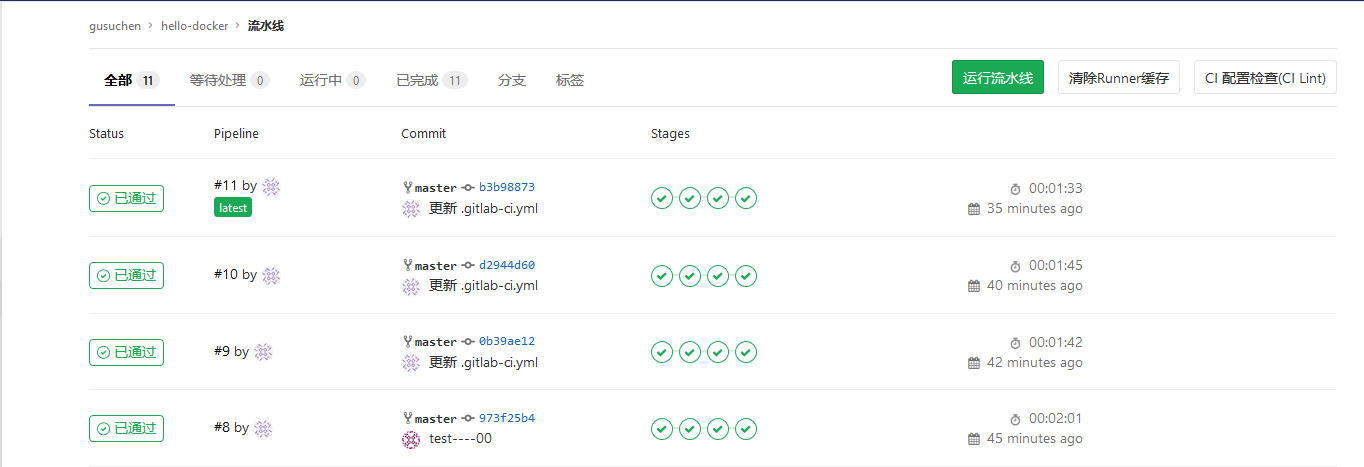 gusuchen › hello-docker › 流水线
全部 11 等待处理 0 运行中 0 已完成 11 分支 标签 运行流水线 清除Runner缓存 CI 配置检查(CI Lint)
Status Pipeline Commit Stages
已通过 #11 by master b3b98873 00:01:33
latest 更新 .gitlab-ci.yml 35 minutes ago
已通过 #10 by master d2944d60 00:01:45
更新 .gitlab-ci.yml 40 minutes ago
已通过 #9 by master 0b39ae12 00:01:42
更新 .gitlab-ci.yml 42 minutes ago
已通过 #8 by master 973f25b4 00:02:01
test----00 45 minutes ago